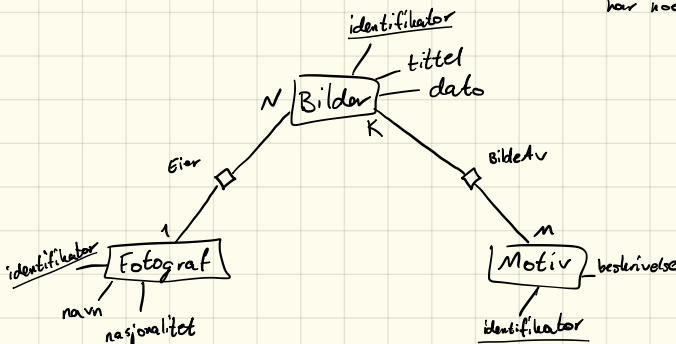 identifikator
tittel
dato
N
Bilder
K
Eier
BildeAv
1
M
identifikator
Fotograf
Motiv
beskrivelse
navn
nasjonalitet
identifikator